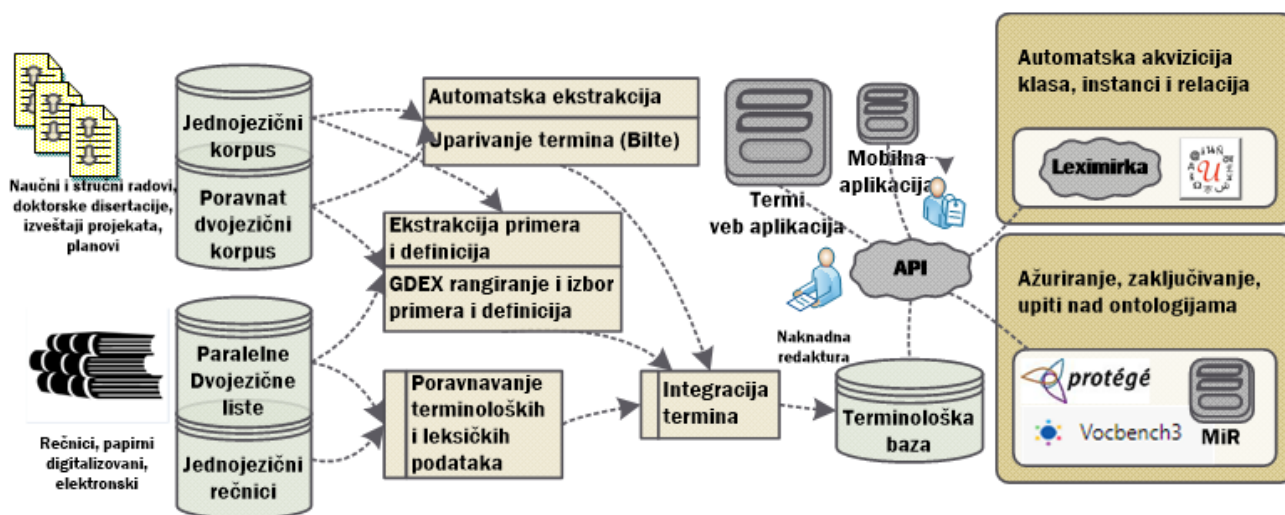 Naučni i stručni radovi,
doktorske disertacije,
izveštaji projekata,
planovi
Jednojezični
korpus
Poravnat
dvojezični
korpus
Rečnici, papirni
digitalizovani,
elektronski
Paralelne
Dvojezične
liste
Jednojezični
rečnici
Automatska ekstrakcija
Uparivanje termina (Bilte)
Ekstrakcija primera
i definicija
GDEX rangiranje i izbor
primera i definicija
Poravnavanje
terminoloških
i leksičkih
podataka
Integracija
termina
Termi
veb aplikacija
Mobilna
aplikacija
API
Naknadna
redaktura
Terminološka
baza
Automatska akvizicija
klasa, instanci i relacija
Leximirka
U
Ažuriranje, zaključivanje,
upiti nad ontologijama
protégé
Vocbench3
MiR